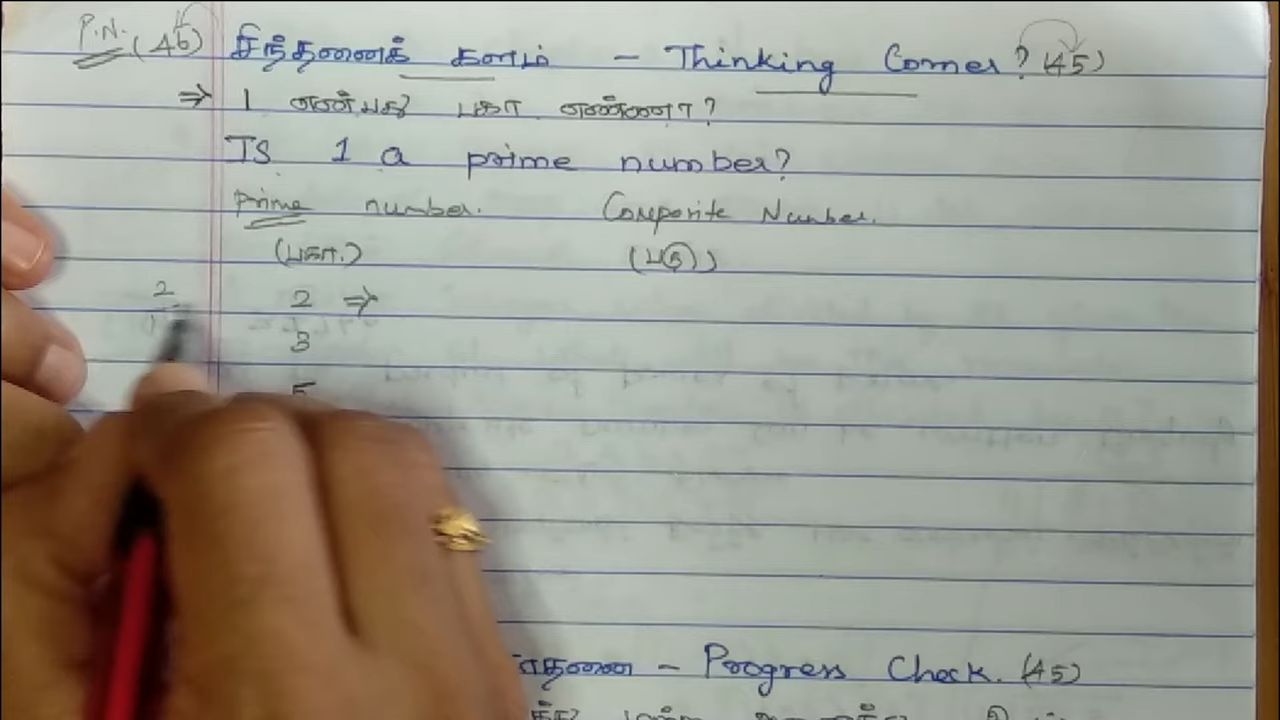 P.N. (46) சிந்தனைக் களம் - Thinking Corner? (45)
⇒ 1 என்பது பகா எண்ணா?
IS 1 a prime number?
Prime number. Composite Number.
(பகா.) (பகு)
2 2 ⇒
3
5
- Progress Check. (45)